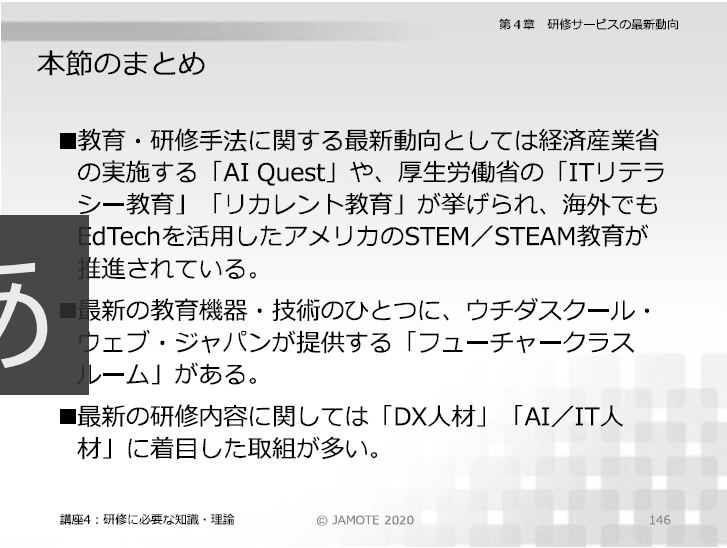 第4章　研修サービスの最新動向
本節のまとめ
■教育・研修手法に関する最新動向としては経済産業省
の実施する「AI Quest」や、厚生労働省の「ITリテラ
シー教育」「リカレント教育」が挙げられ、海外でも
EdTechを活用したアメリカのSTEM／STEAM教育が
推進されている。
■最新の教育機器・技術のひとつに、ウチダスクール・
ウェブ・ジャパンが提供する「フューチャークラス
ルーム」がある。
■最新の研修内容に関しては「DX人材」「AI／IT人
材」に着目した取組が多い。
め
講座4：研修に必要な知識・理論
© JAMOTE 2020
146